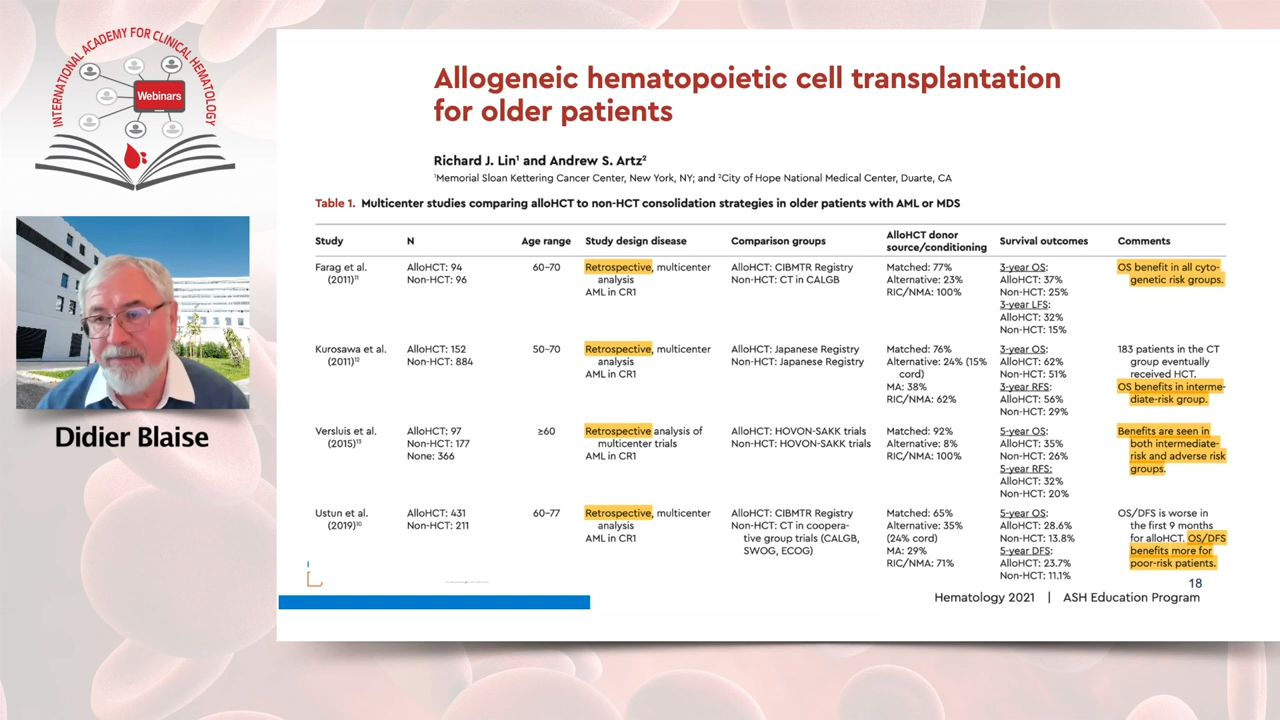 INTERNATIONAL ACADEMY FOR CLINICAL HEMATOLOGY
Webinars
Didier Blaise
Allogeneic hematopoietic cell transplantation
for older patients
Richard J. Lin¹ and Andrew S. Artz²
¹Memorial Sloan Kettering Cancer Center, New York, NY; and ²City of Hope National Medical Center, Duarte, CA
Table 1. Multicenter studies comparing alloHCT to non-HCT consolidation strategies in older patients with AML or MDS
Study
N
Age range
Study design disease
Comparison groups
AlloHCT donor
source/conditioning
Survival outcomes
Comments
Farag et al.
(2011)¹¹
AlloHCT: 94
Non-HCT: 96
60–70
Retrospective, multicenter
analysis
AML in CR1
AlloHCT: CIBMTR Registry
Non-HCT: CT in CALGB
Matched: 77%
Alternative: 23%
RIC/NMA: 100%
3-year OS:
AlloHCT: 37%
Non-HCT: 25%
3-year LFS:
AlloHCT: 32%
Non-HCT: 15%
OS benefit in all cyto-
genetic risk groups.
Kurosawa et al.
(2011)¹²
AlloHCT: 152
Non-HCT: 884
50–70
Retrospective, multicenter
analysis
AML in CR1
AlloHCT: Japanese Registry
Non-HCT: Japanese Registry
Matched: 76%
Alternative: 24% (15%
cord)
MA: 38%
RIC/NMA: 62%
3-year OS:
AlloHCT: 62%
Non-HCT: 51%
3-year RFS:
AlloHCT: 56%
Non-HCT: 29%
183 patients in the CT
group eventually
received HCT.
OS benefits in interme-
diate-risk group.
Versluis et al.
(2015)¹³
AlloHCT: 97
Non-HCT: 177
None: 366
≥60
Retrospective analysis of
multicenter trials
AML in CR1
AlloHCT: HOVON-SAKK trials
Non-HCT: HOVON-SAKK trials
Matched: 92%
Alternative: 8%
RIC/NMA: 100%
5-year OS:
AlloHCT: 35%
Non-HCT: 26%
5-year RFS:
AlloHCT: 32%
Non-HCT: 20%
Benefits are seen in
both intermediate-
risk and adverse risk
groups.
Ustun et al.
(2019)¹⁰
AlloHCT: 431
Non-HCT: 211
60–77
Retrospective, multicenter
analysis
AML in CR1
AlloHCT: CIBMTR Registry
Non-HCT: CT in coopera-
tive group trials (CALGB,
SWOG, ECOG)
Matched: 65%
Alternative: 35%
(24% cord)
MA: 29%
RIC/NMA: 71%
5-year OS:
AlloHCT: 28.6%
Non-HCT: 13.8%
5-year DFS:
AlloHCT: 23.7%
Non-HCT: 11.1%
OS/DFS is worse in
the first 9 months
for alloHCT. OS/DFS
benefits more for
poor-risk patients.
18
Hematology 2021 | ASH Education Program